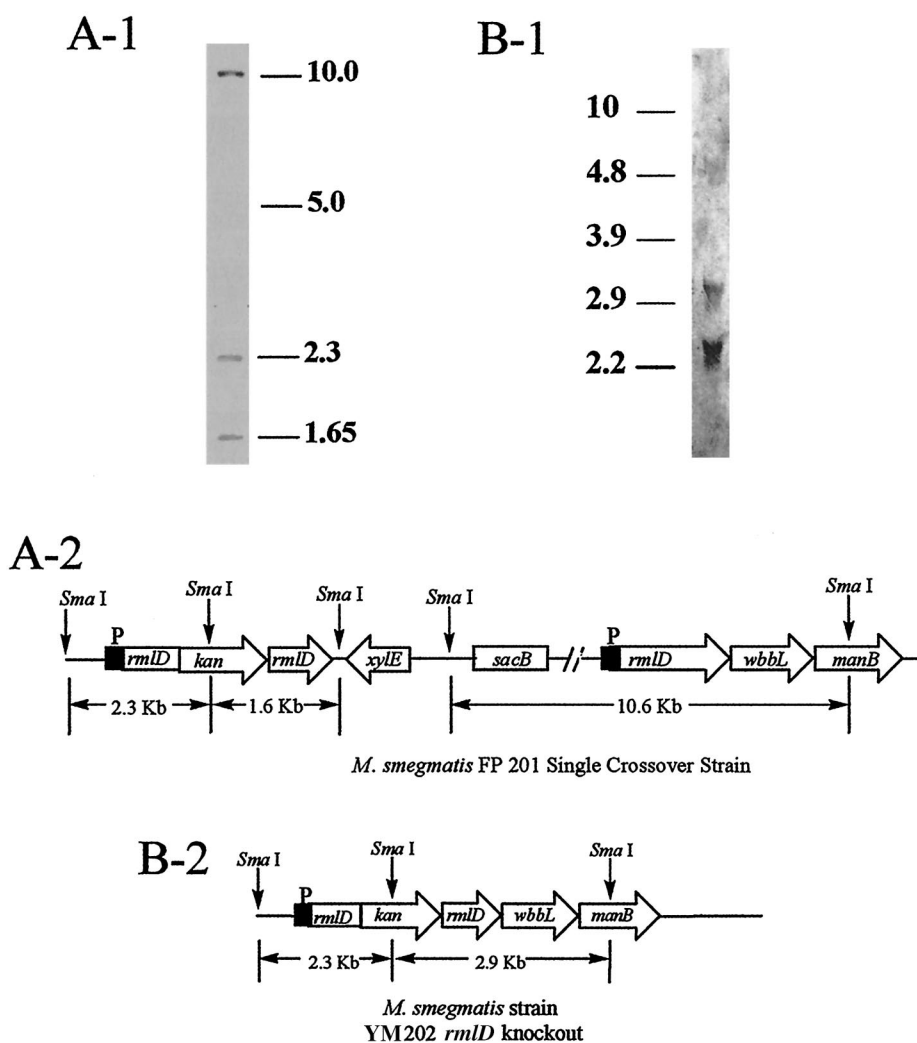 A-1
B-1
10.0
5.0
2.3
1.65
10
4.8
3.9
2.9
2.2
A-2
Sma I Sma I Sma I Sma I Sma I
P P
rmlD kan rmlD xylE sacB rmlD wbbL manB
2.3 Kb 1.6 Kb 10.6 Kb
M. smegmatis FP 201 Single Crossover Strain
B-2
Sma I Sma I Sma I
P
rmlD kan rmlD wbbL manB
2.3 Kb 2.9 Kb
M. smegmatis strain
YM202 rmlD knockout